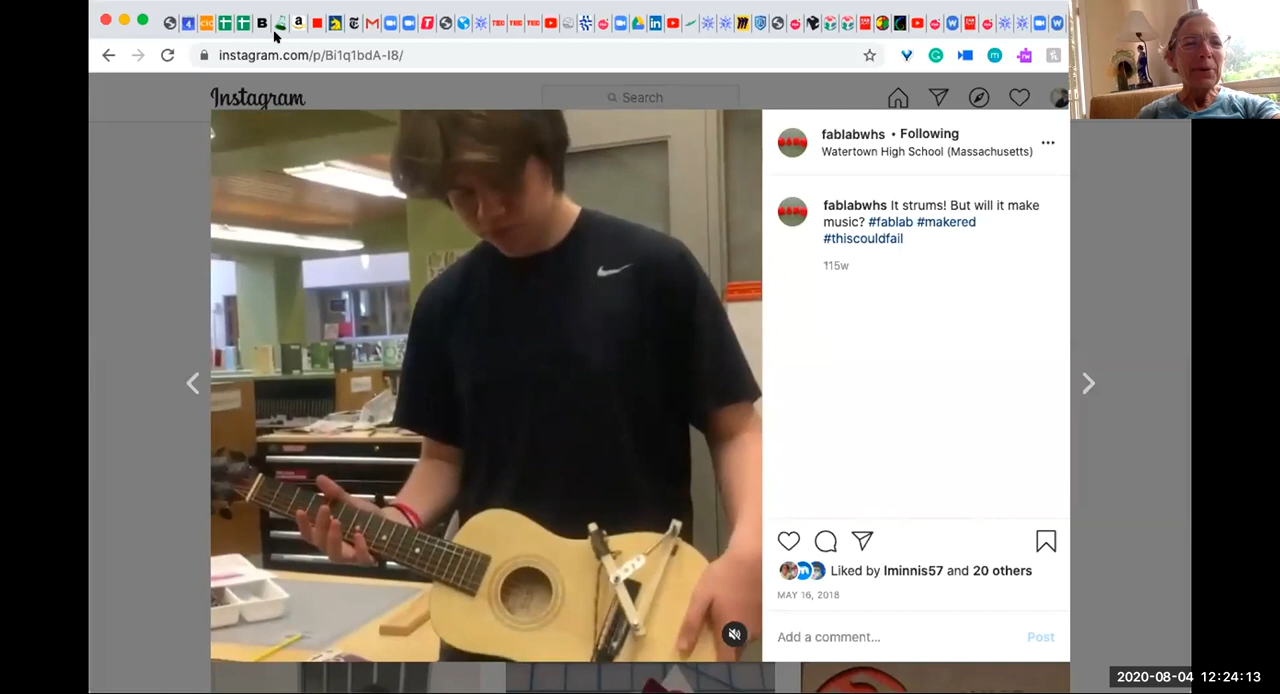 instagram.com/p/Bi1q1bdA-I8/
Instagram
Search
fablabwhs • Following
Watertown High School (Massachusetts)
fablabwhs It strums! But will it make
music? #fablab #makered
#thiscouldfail
115w
Liked by lminnis57 and 20 others
MAY 16, 2018
Add a comment...
Post
2020-08-04 12:24:13